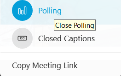 Polling
Close Polling
Closed Captions
Copy Meeting Link